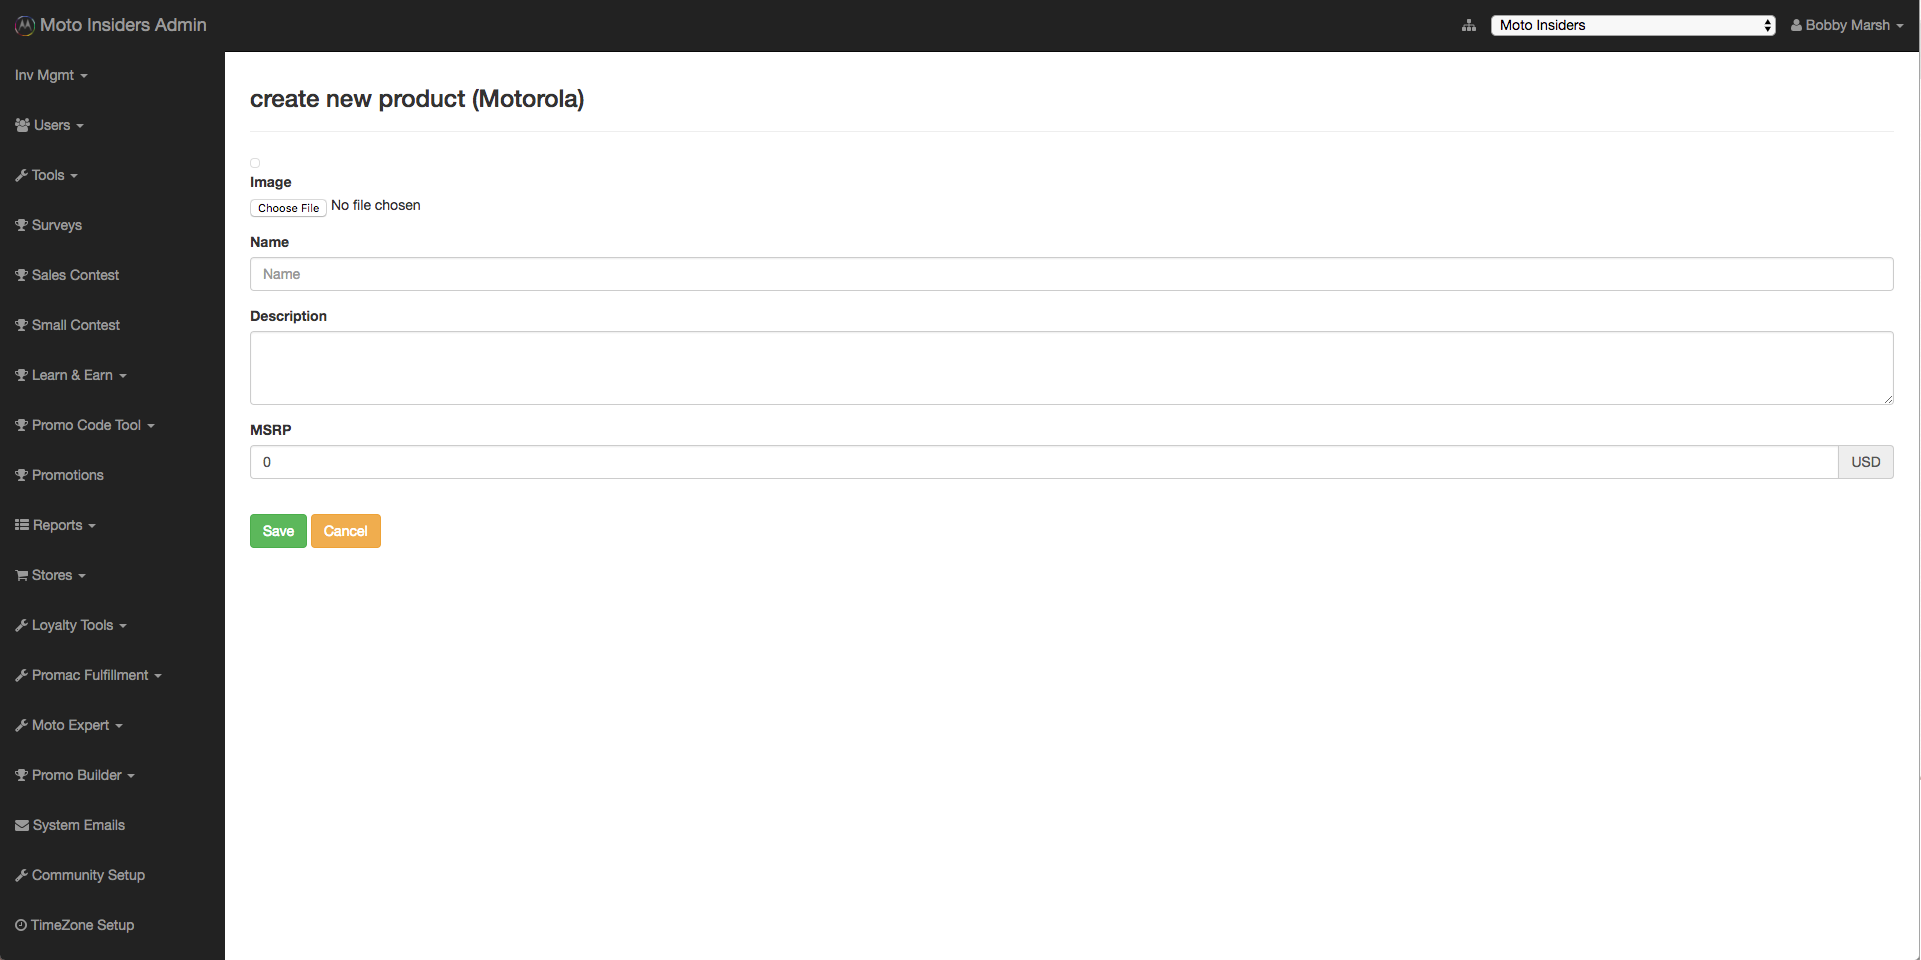 Moto Insiders Admin
Moto Insiders
Bobby Marsh
Inv Mgmt
Users
Tools
Surveys
Sales Contest
Small Contest
Learn & Earn
Promo Code Tool
Promotions
Reports
Stores
Loyalty Tools
Promac Fulfillment
Moto Expert
Promo Builder
System Emails
Community Setup
TimeZone Setup
create new product (Motorola)
Image
Choose File No file chosen
Name
Name
Description
MSRP
0 USD
Save Cancel